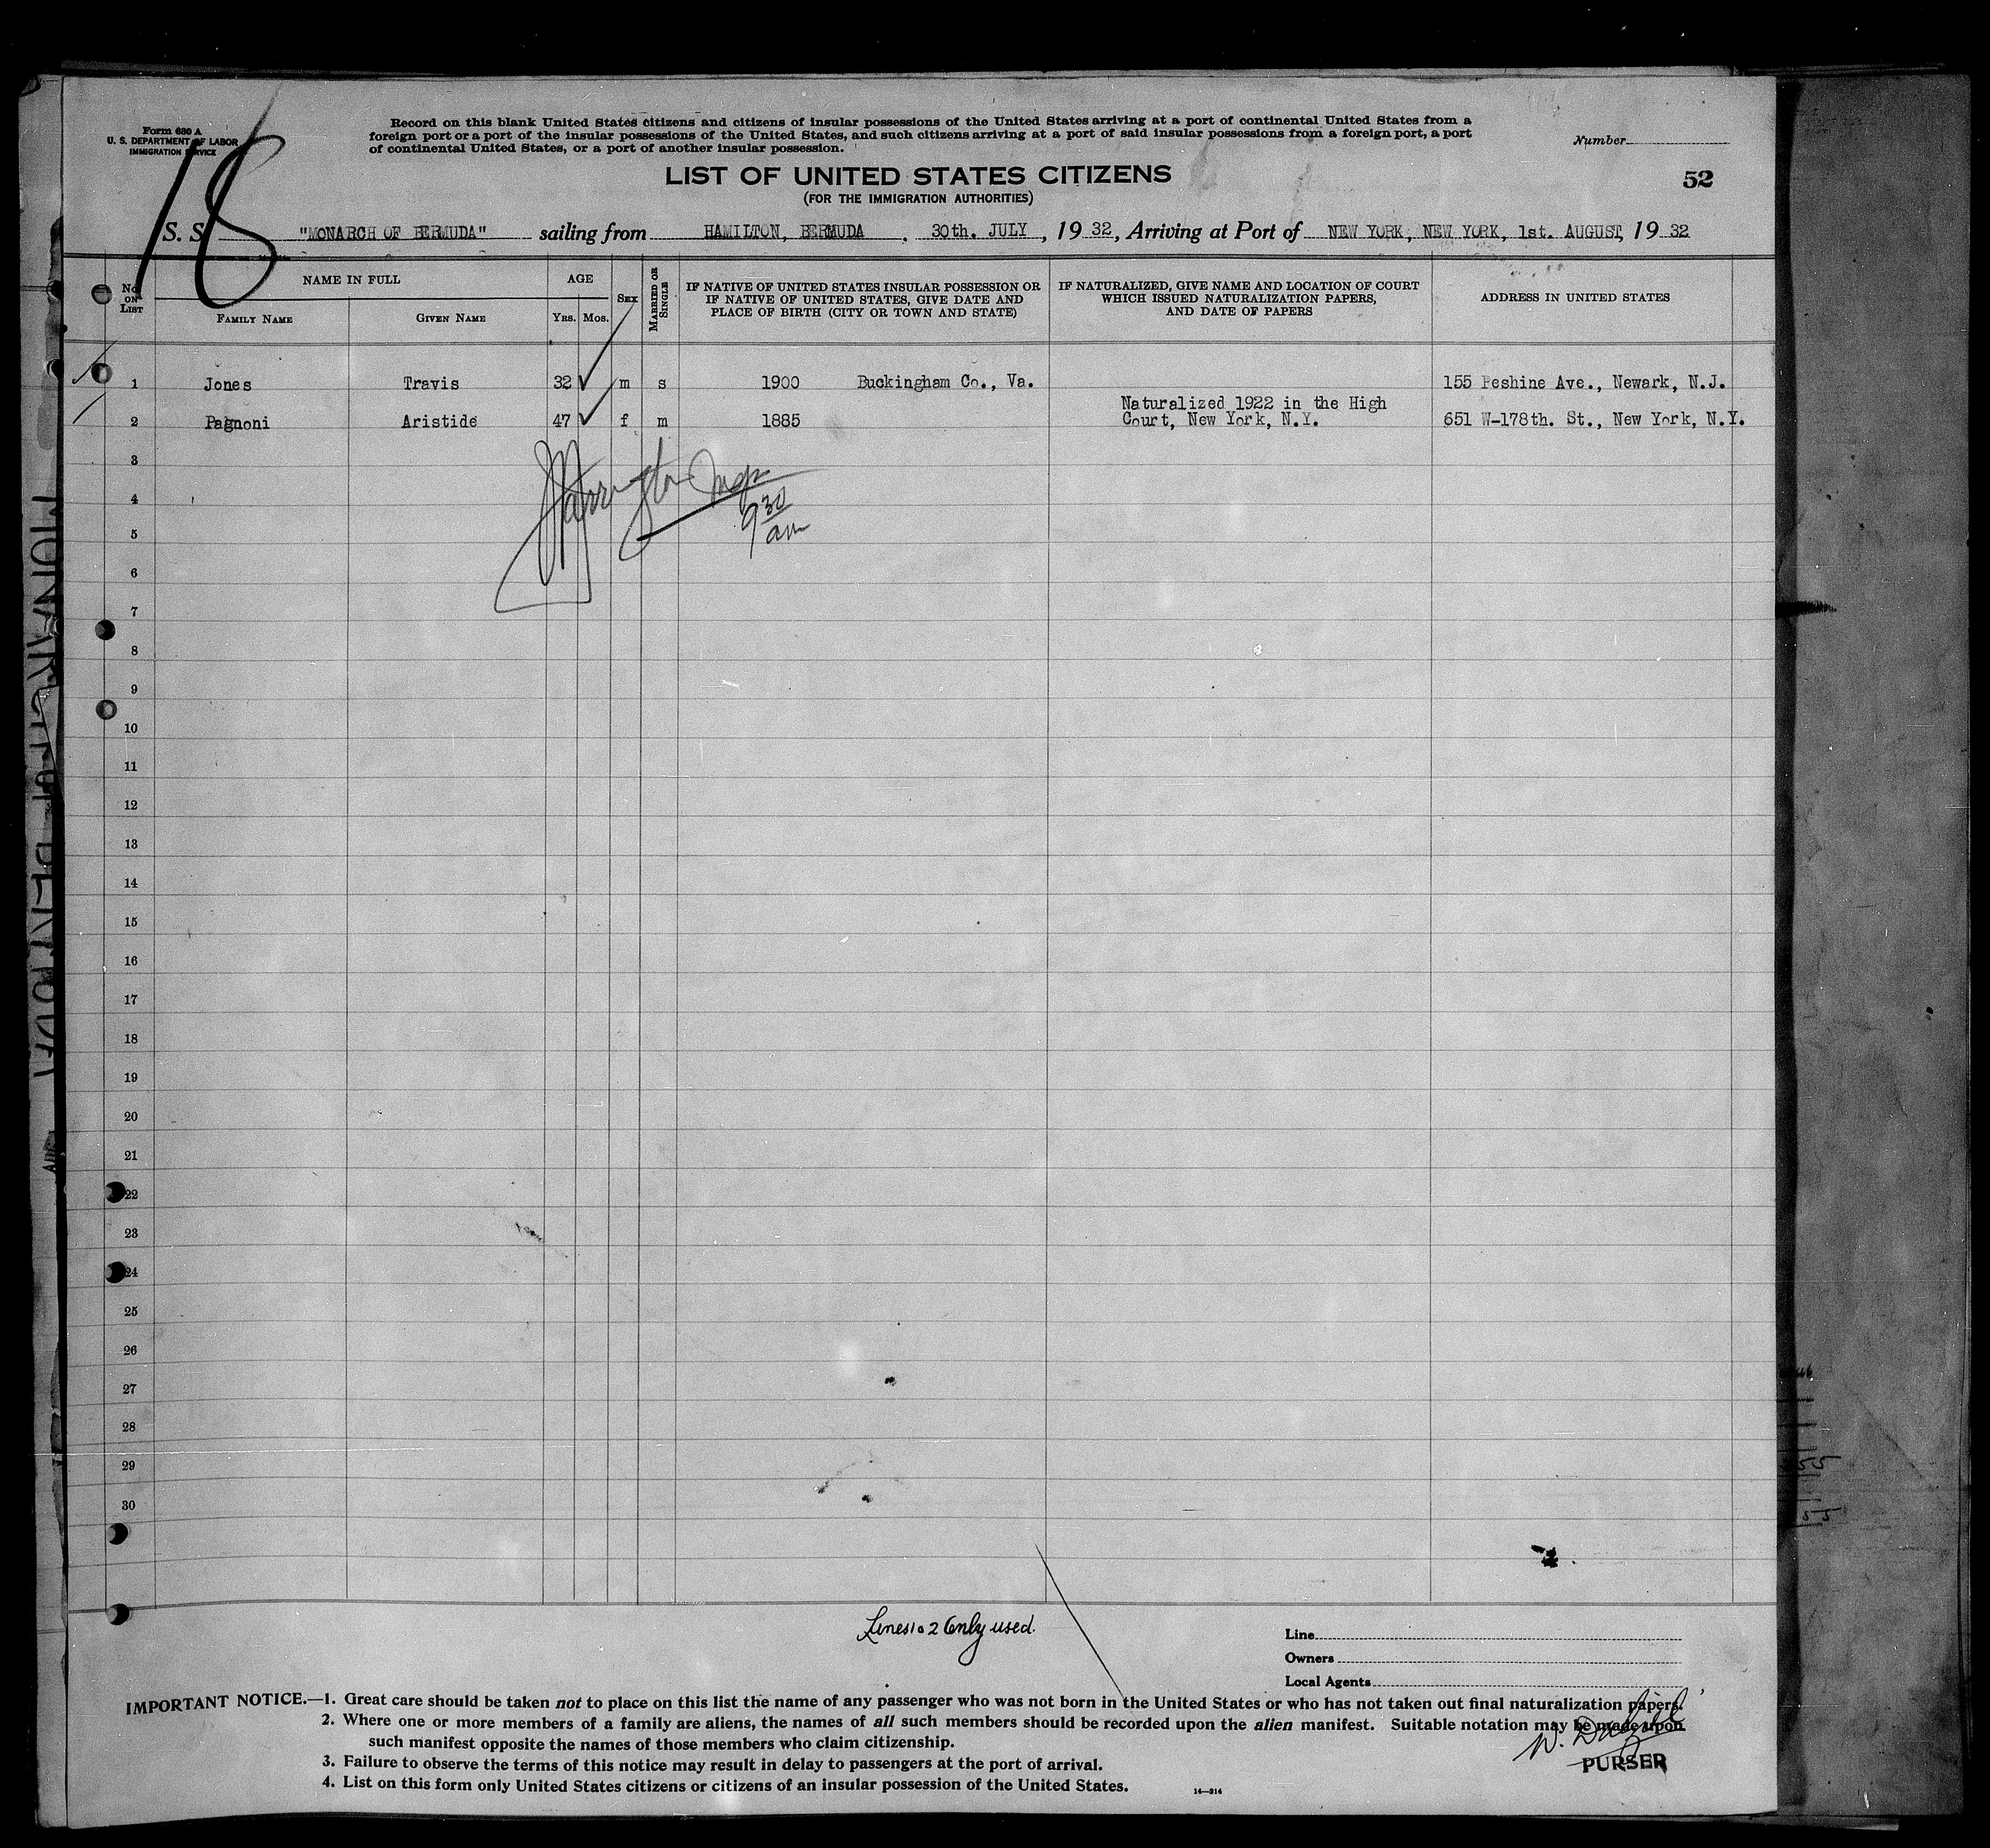 Form 630 A
U. S. DEPARTMENT OF LABOR
IMMIGRATION SERVICE
18
Record on this blank United States citizens and citizens of insular possessions of the United States arriving at a port of continental United States from a
foreign port or a port of the insular possessions of the United States, and such citizens arriving at a port of said insular possessions from a foreign port, a port
of continental United States, or a port of another insular possession.
Number
LIST OF UNITED STATES CITIZENS
(FOR THE IMMIGRATION AUTHORITIES)
52
S. S. "MONARCH OF BERMUDA" sailing from HAMILTON, BERMUDA, 30th. JULY, 1932, Arriving at Port of NEW YORK, NEW YORK, 1st. AUGUST, 1932
No. ON LIST
NAME IN FULL
FAMILY NAME
GIVEN NAME
AGE
YRS. MOS.
SEX
MARRIED OR SINGLE
IF NATIVE OF UNITED STATES INSULAR POSSESSION OR
IF NATIVE OF UNITED STATES, GIVE DATE AND
PLACE OF BIRTH (CITY OR TOWN AND STATE)
IF NATURALIZED, GIVE NAME AND LOCATION OF COURT
WHICH ISSUED NATURALIZATION PAPERS,
AND DATE OF PAPERS
ADDRESS IN UNITED STATES
1 Jones Travis 32 m s 1900 Buckingham Co., Va. 155 Peshine Ave., Newark, N.J.
Naturalized 1922 in the High
2 Pagnoni Aristide 47 f m 1885 Court, New York, N.Y. 651 W-178th. St., New York, N.Y.
3
4
9 30
am
5
6
7
8
9
10
11
12
13
14
15
16
17
18
19
20
21
22
23
24
25
26
27
28
29
30
MONARCH OF BERMUDA
Lines 1 & 2 Only used.
Line
Owners
Local Agents
IMPORTANT NOTICE.—1. Great care should be taken not to place on this list the name of any passenger who was not born in the United States or who has not taken out final naturalization papers.
2. Where one or more members of a family are aliens, the names of all such members should be recorded upon the alien manifest. Suitable notation may be made upon
such manifest opposite the names of those members who claim citizenship.
3. Failure to observe the terms of this notice may result in delay to passengers at the port of arrival.
4. List on this form only United States citizens or citizens of an insular possession of the United States.
PURSER
14—914